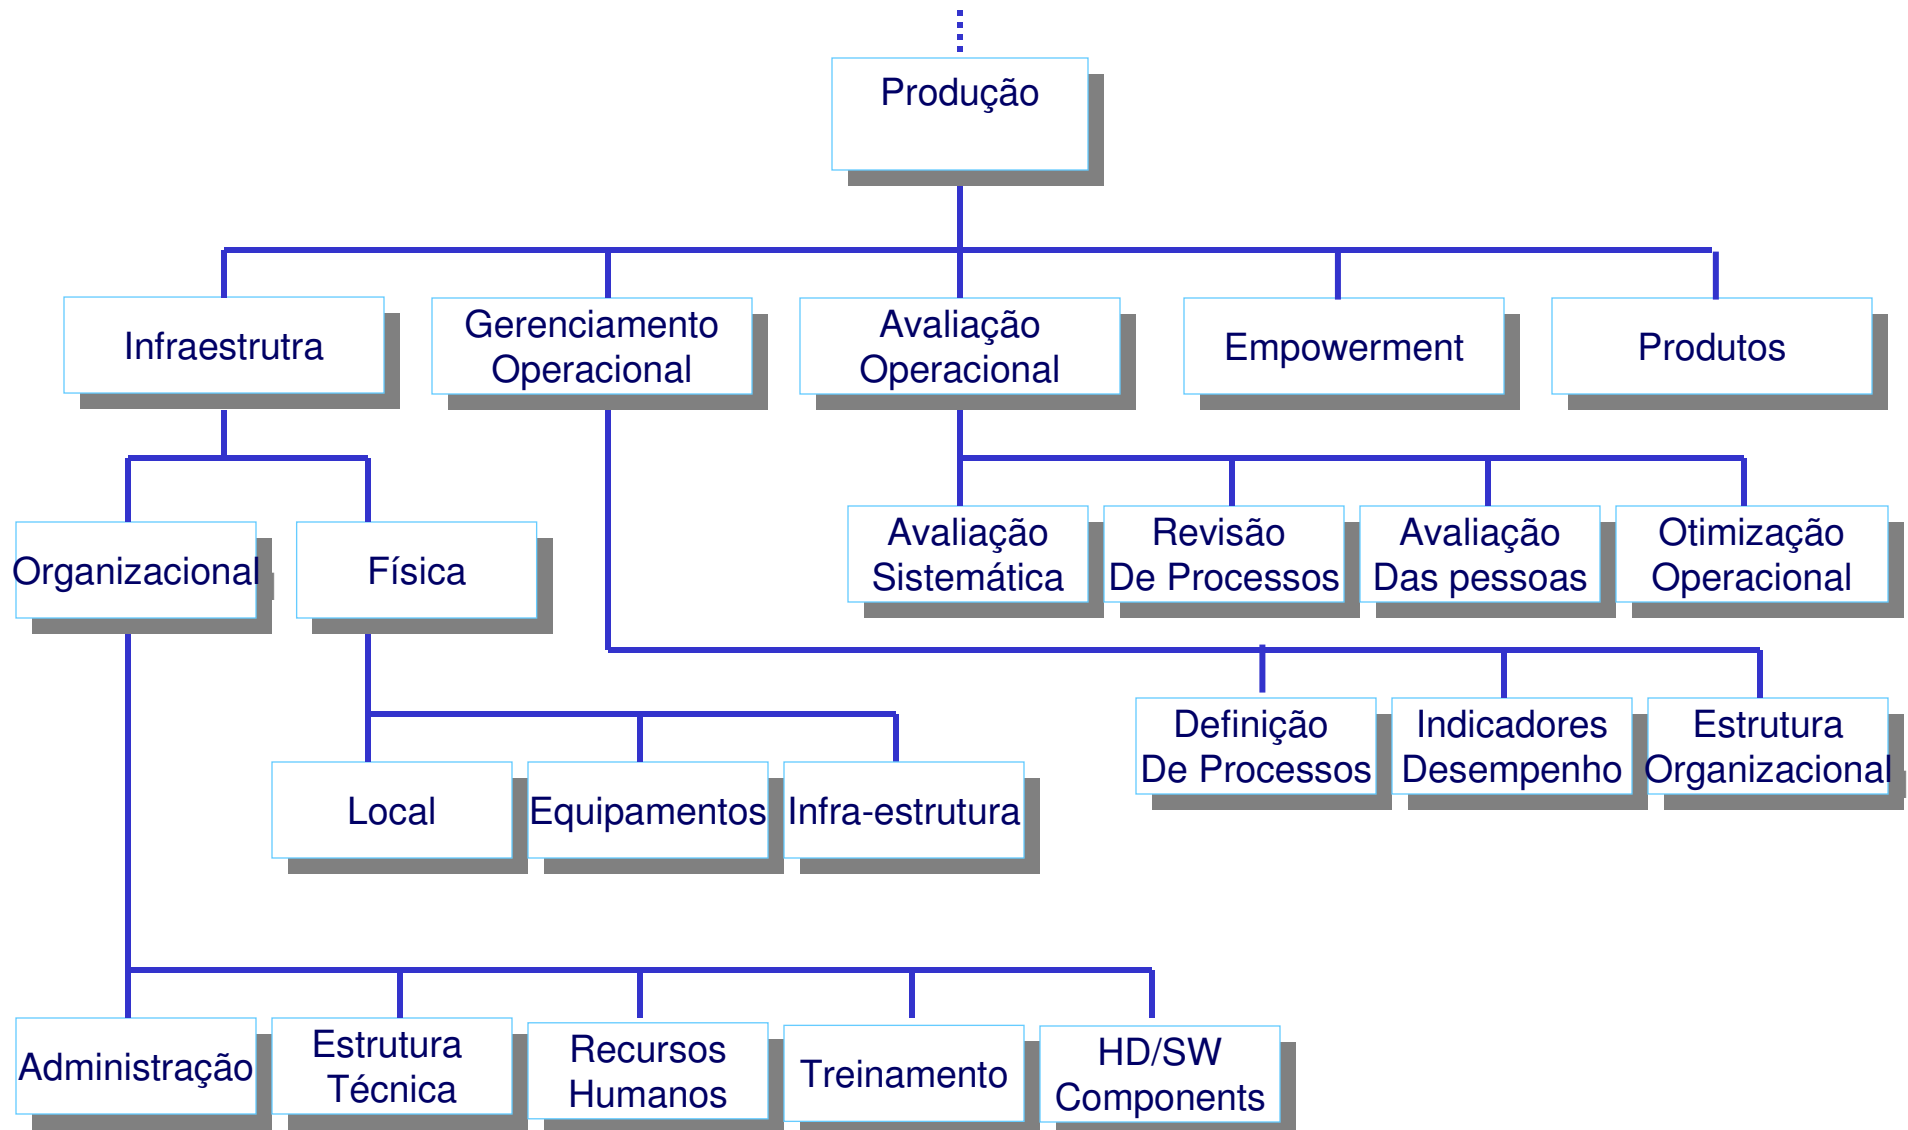 Produção
Infraestrutra
Gerenciamento
Operacional
Avaliação
Operacional
Empowerment
Produtos
Organizacional
Física
Avaliação
Sistemática
Revisão
De Processos
Avaliação
Das pessoas
Otimização
Operacional
Definição
De Processos
Indicadores
Desempenho
Estrutura
Organizacional
Local
Equipamentos
Infra-estrutura
Administração
Estrutura
Técnica
Recursos
Humanos
Treinamento
HD/SW
Components